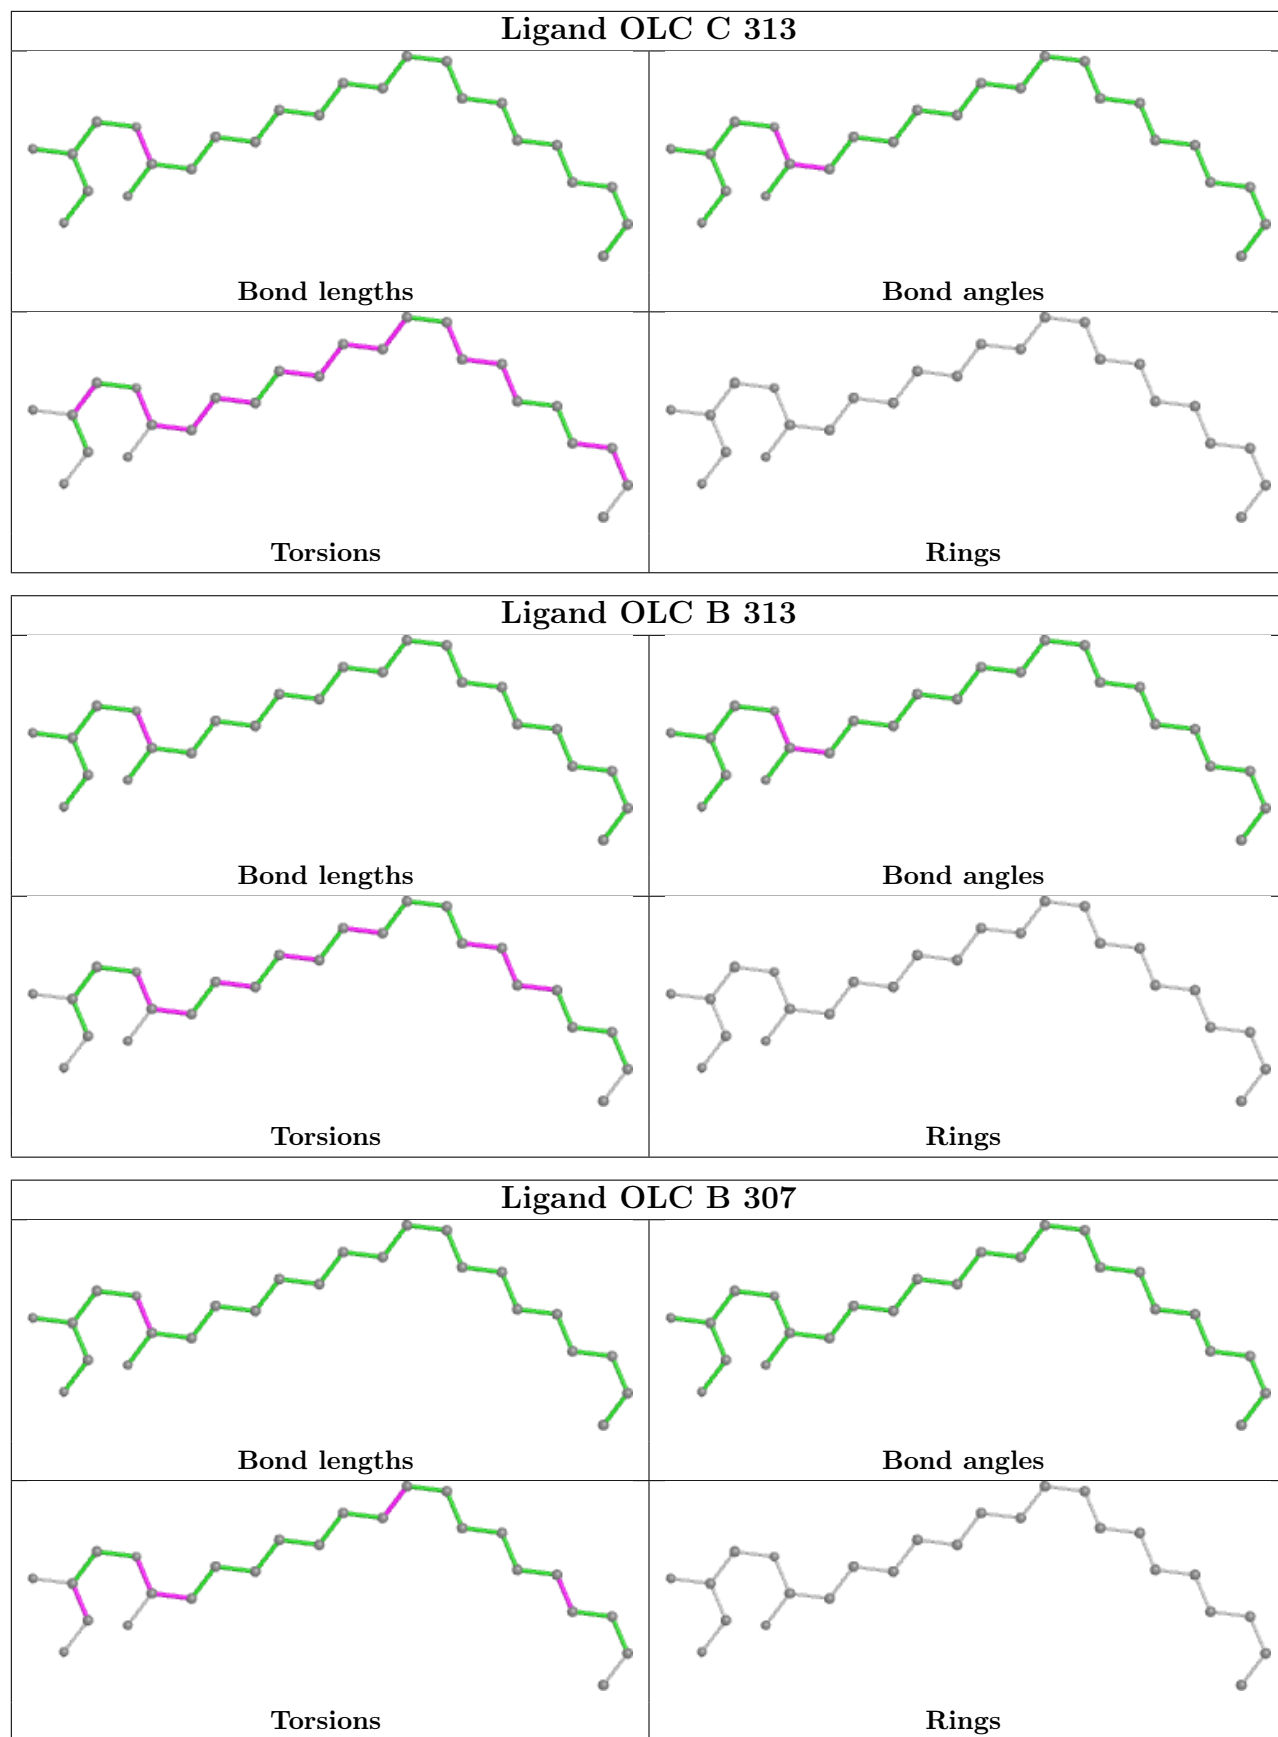 Ligand OLC C 313
Bond lengths
Bond angles
Torsions
Rings
Ligand OLC B 313
Bond lengths
Bond angles
Torsions
Rings
Ligand OLC B 307
Bond lengths
Bond angles
Torsions
Rings